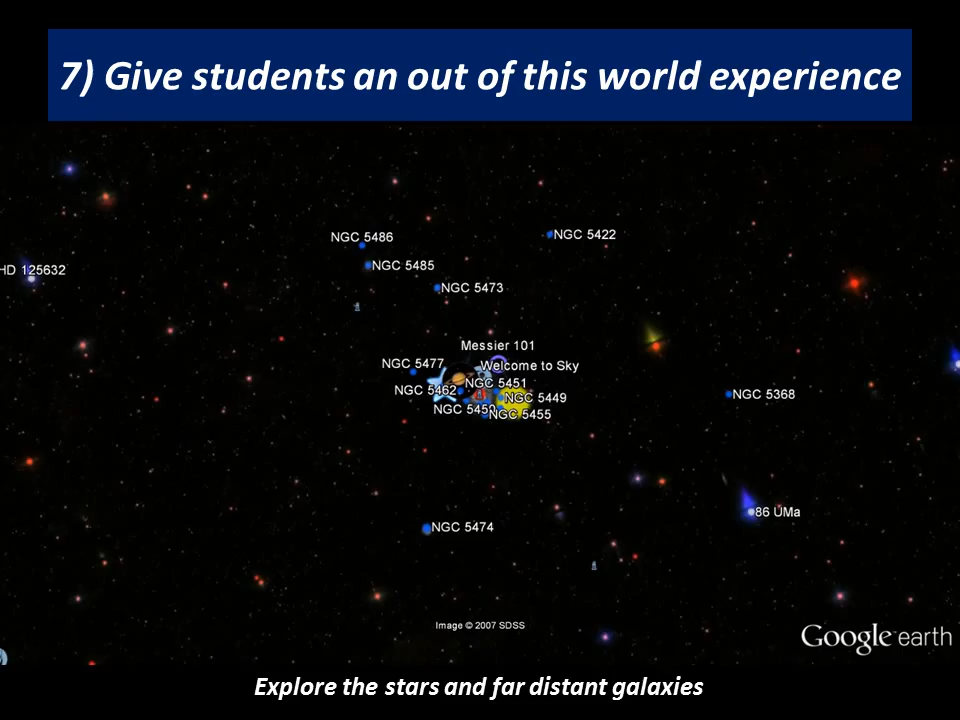 7) Give students an out of this world experience
NGC 5486
NGC 5422
NGC 5485
HD 125632
NGC 5473
Messier 101
NGC 5477
Welcome to Sky
NGC 5451
NGC 5462
NGC 5449
NGC 5368
NGC 5450
NGC 5455
86 UMa
NGC 5474
Image © 2007 SDSS
Google earth
Explore the stars and far distant galaxies